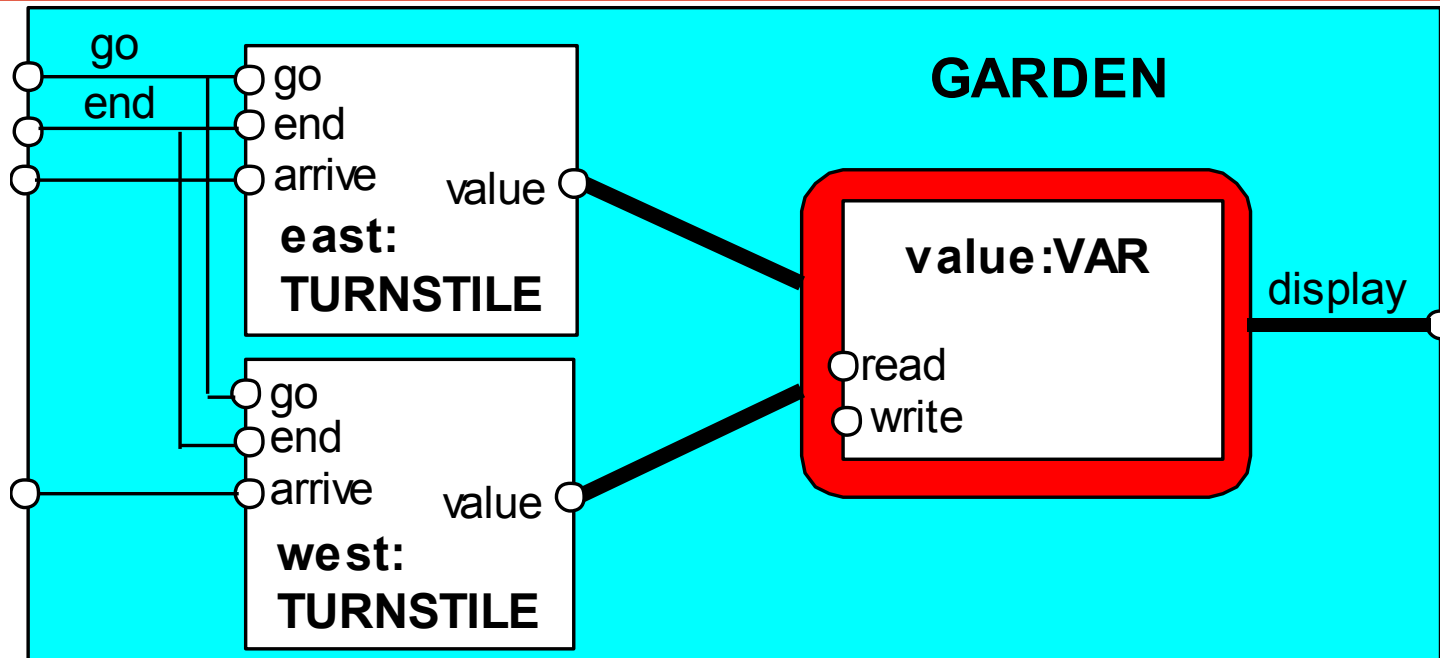 go
end
GARDEN
go
end
arrive
value
east:
TURNSTILE
value:VAR
read
write
display
go
end
arrive
value
west:
TURNSTILE